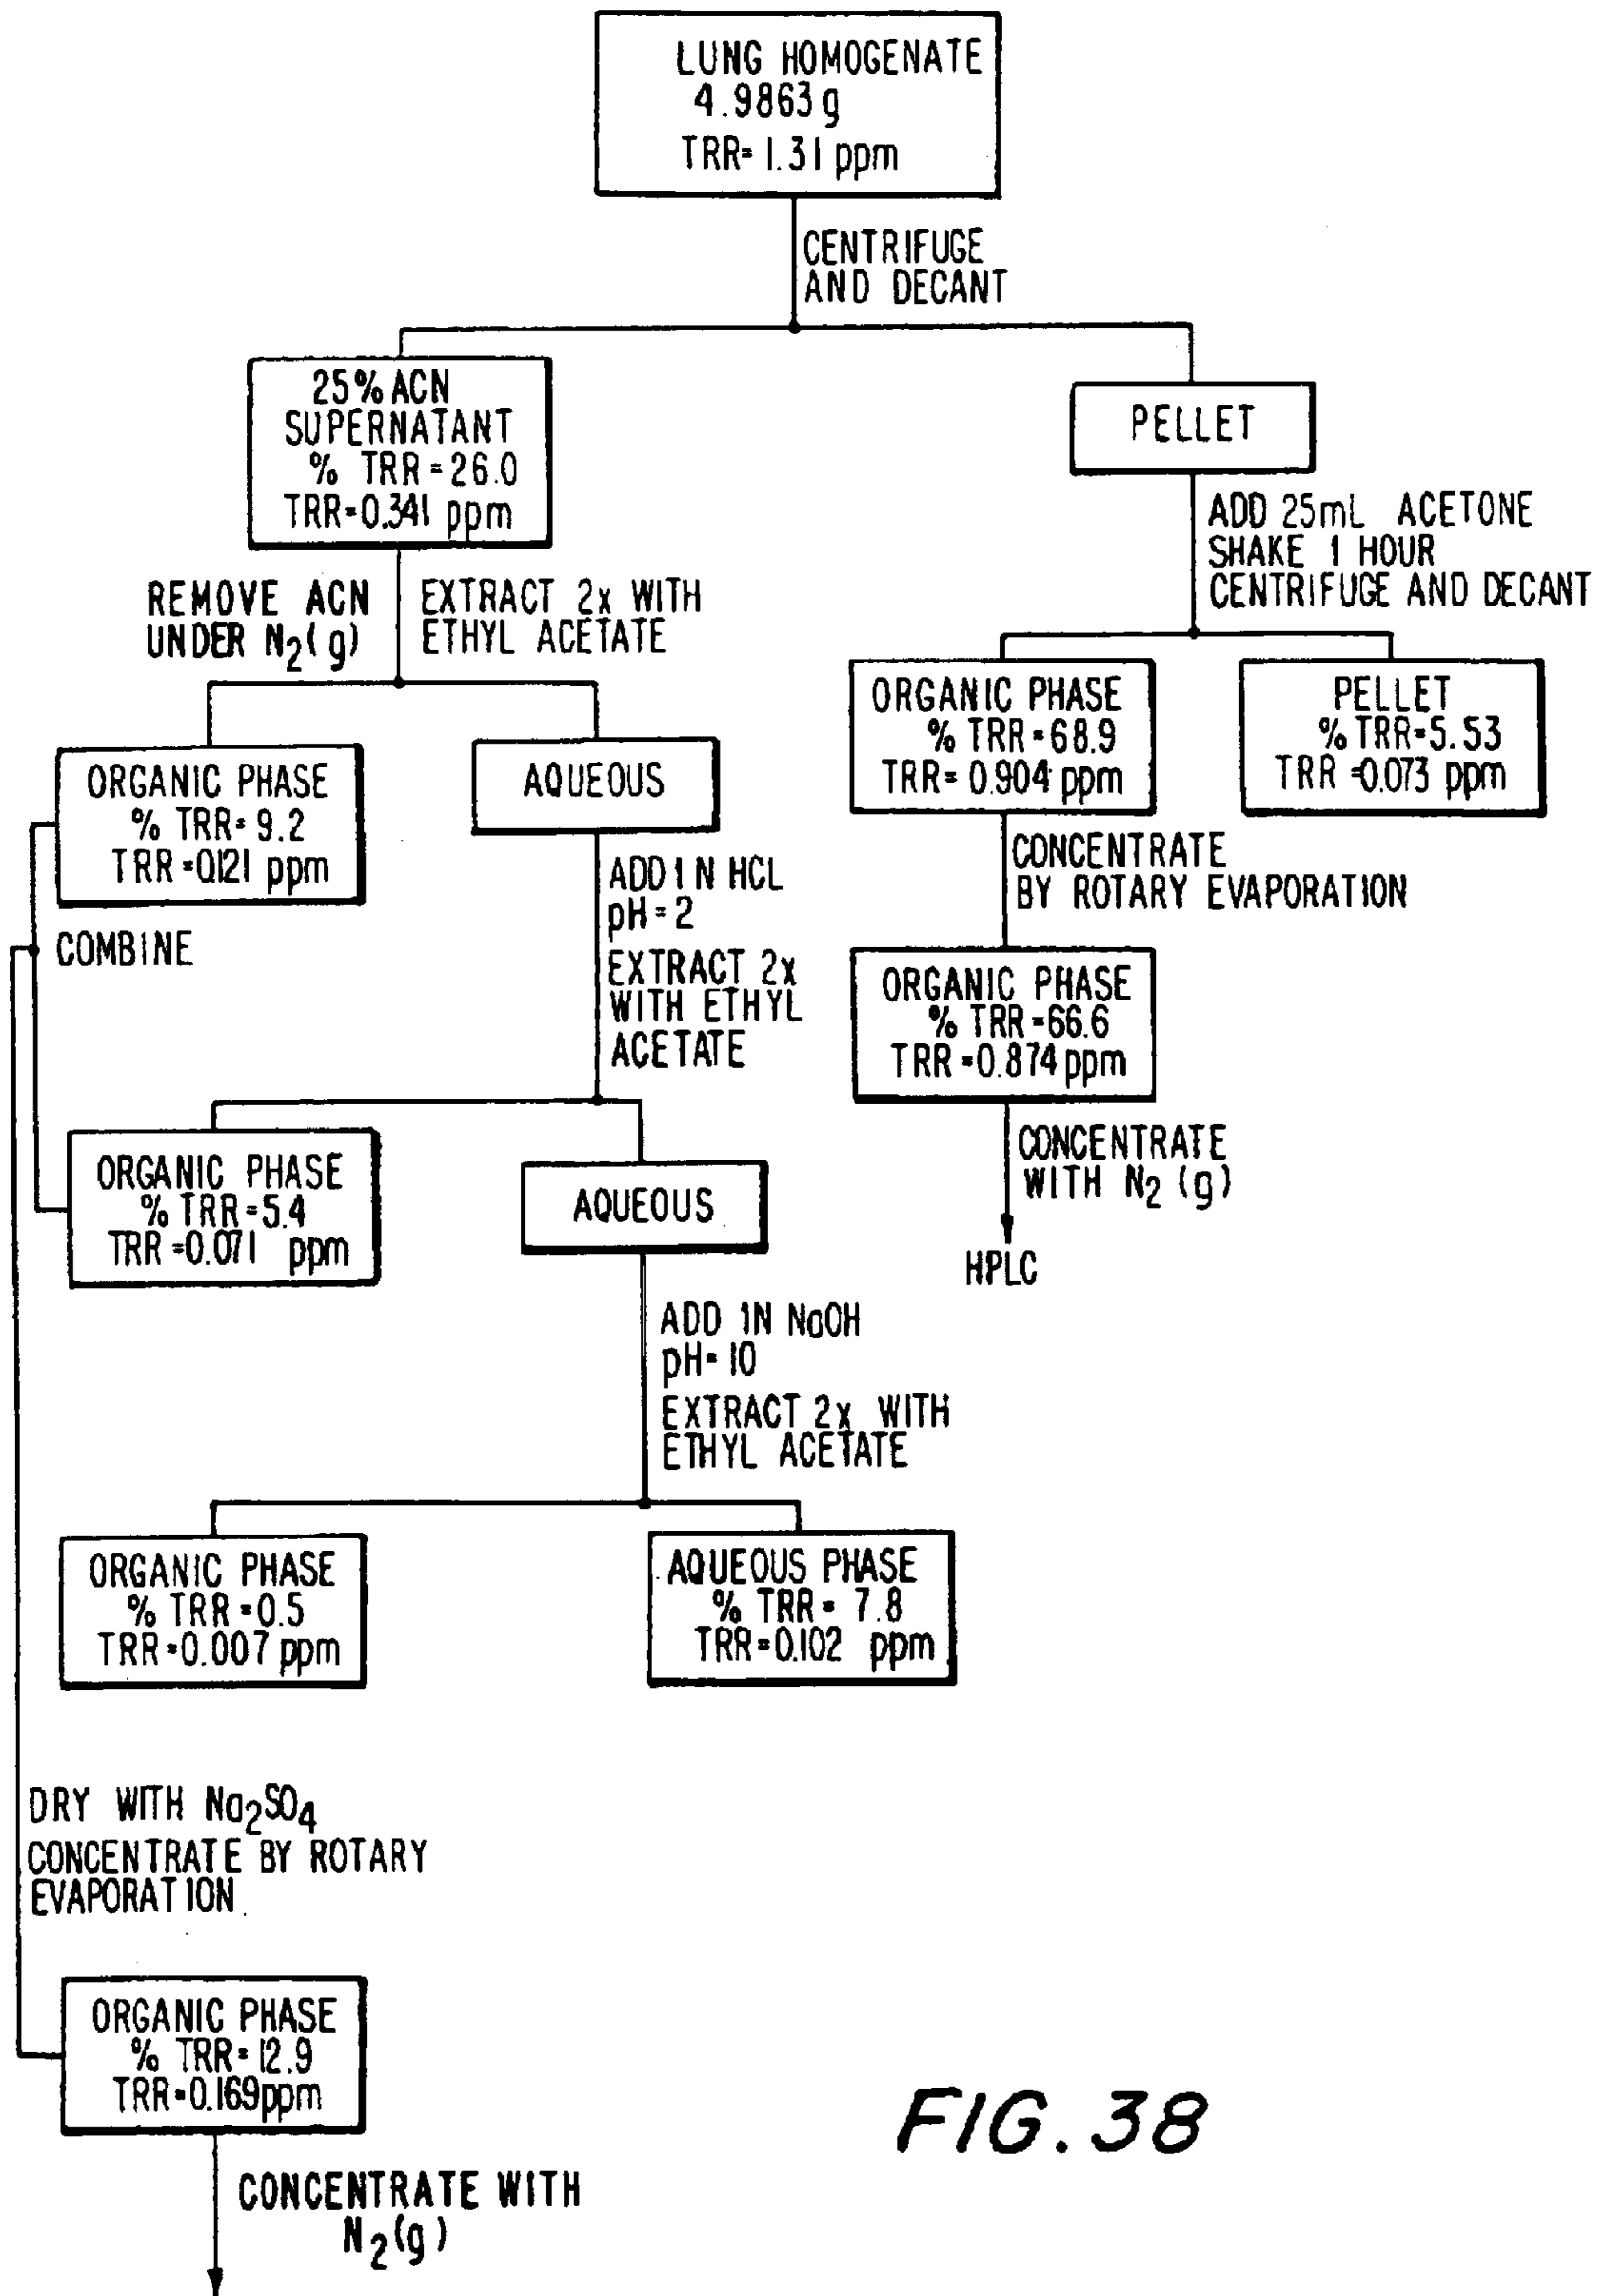 LUNG HOMOGENATE
4.9863 g
TRR= 1.31 ppm
CENTRIFUGE
AND DECANT
25% ACN
SUPERNATANT
% TRR = 26.0
TRR=0.341 ppm
PELLET
ADD 25mL ACETONE
SHAKE 1 HOUR
CENTRIFUGE AND DECANT
REMOVE ACN
UNDER N2(g)
EXTRACT 2x WITH
ETHYL ACETATE
ORGANIC PHASE
% TRR=68.9
TRR= 0.904 ppm
PELLET
% TRR=5.53
TRR =0.073 ppm
ORGANIC PHASE
% TRR= 9.2
TRR =0.121 ppm
AQUEOUS
CONCENTRATE
BY ROTARY EVAPORATION
ADD 1 N HCL
pH = 2
EXTRACT 2x
WITH ETHYL
ACETATE
COMBINE
ORGANIC PHASE
% TRR=66.6
TRR =0.874 ppm
CONCENTRATE
WITH N2 (g)
HPLC
ORGANIC PHASE
% TRR=5.4
TRR =0.071 ppm
AQUEOUS
ADD 1N NaOH
pH= 10
EXTRACT 2x WITH
ETHYL ACETATE
ORGANIC PHASE
% TRR =0.5
TRR=0.007 ppm
AQUEOUS PHASE
% TRR= 7.8
TRR=0.102 ppm
DRY WITH Na2SO4
CONCENTRATE BY ROTARY
EVAPORATION
ORGANIC PHASE
% TRR= 12.9
TRR=0.169ppm
CONCENTRATE WITH
N2(g)
FIG. 38